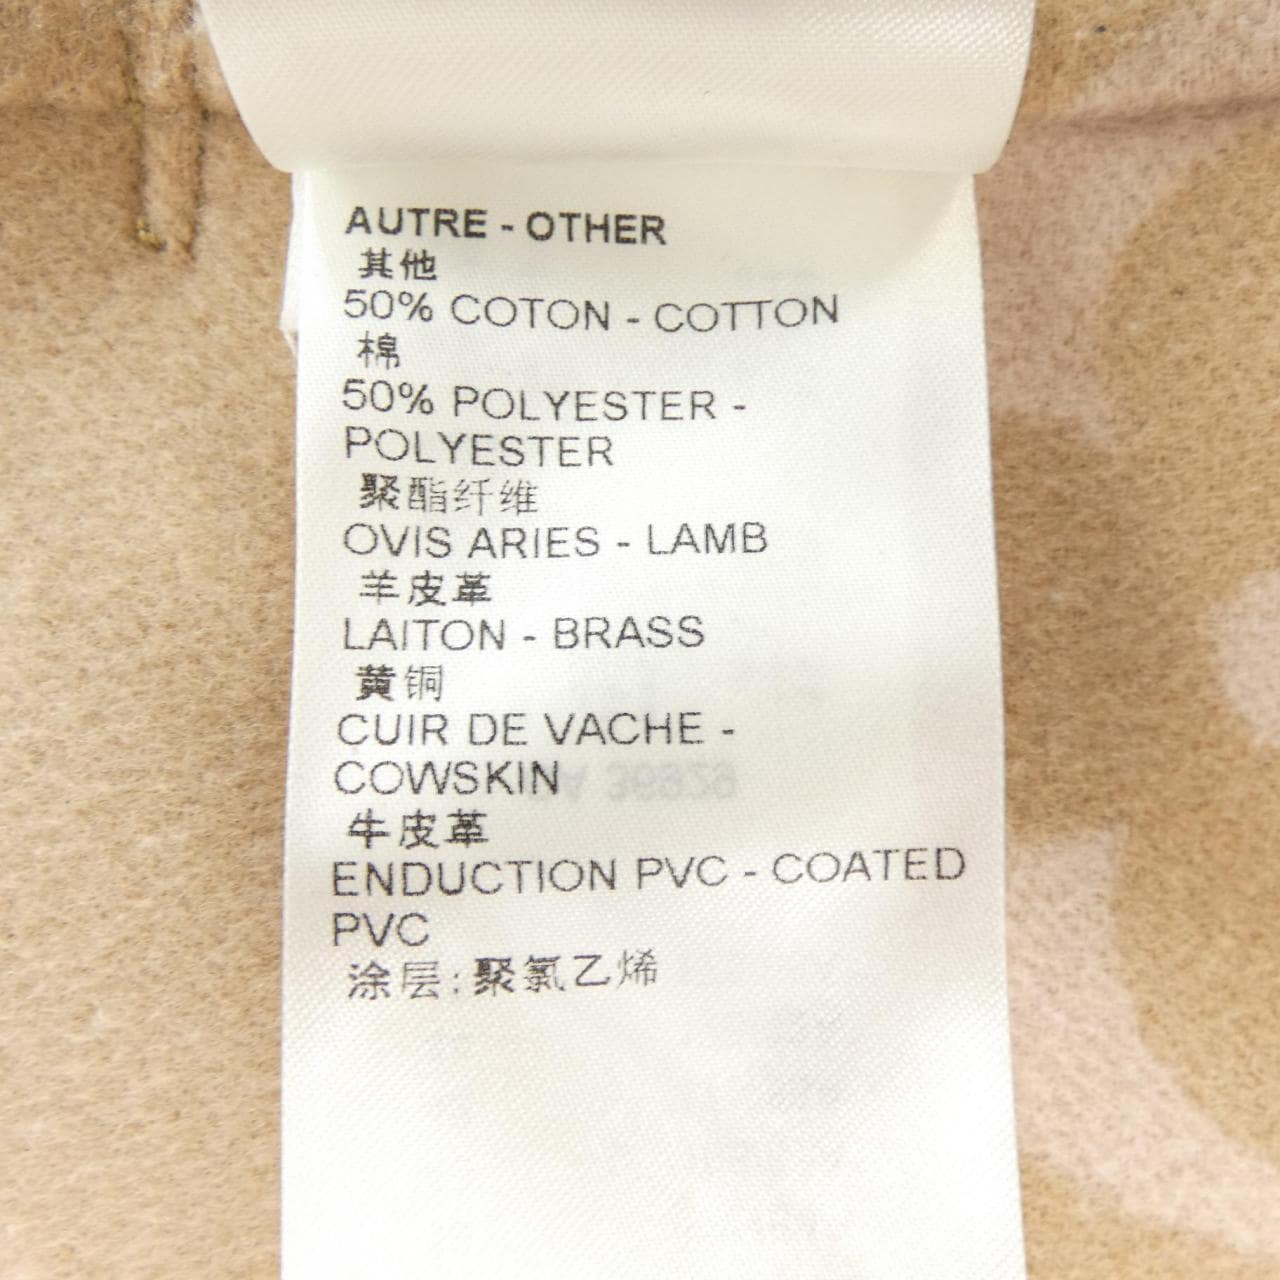 AUTRE - OTHER
其他
50% COTON - COTTON
棉
50% POLYESTER -
POLYESTER
聚酯纤维
OVIS ARIES - LAMB
羊皮革
LAITON - BRASS
黄铜
CUIR DE VACHE -
COWSKIN
牛皮革
ENDUCTION PVC - COATED
PVC
涂层:聚氯乙烯